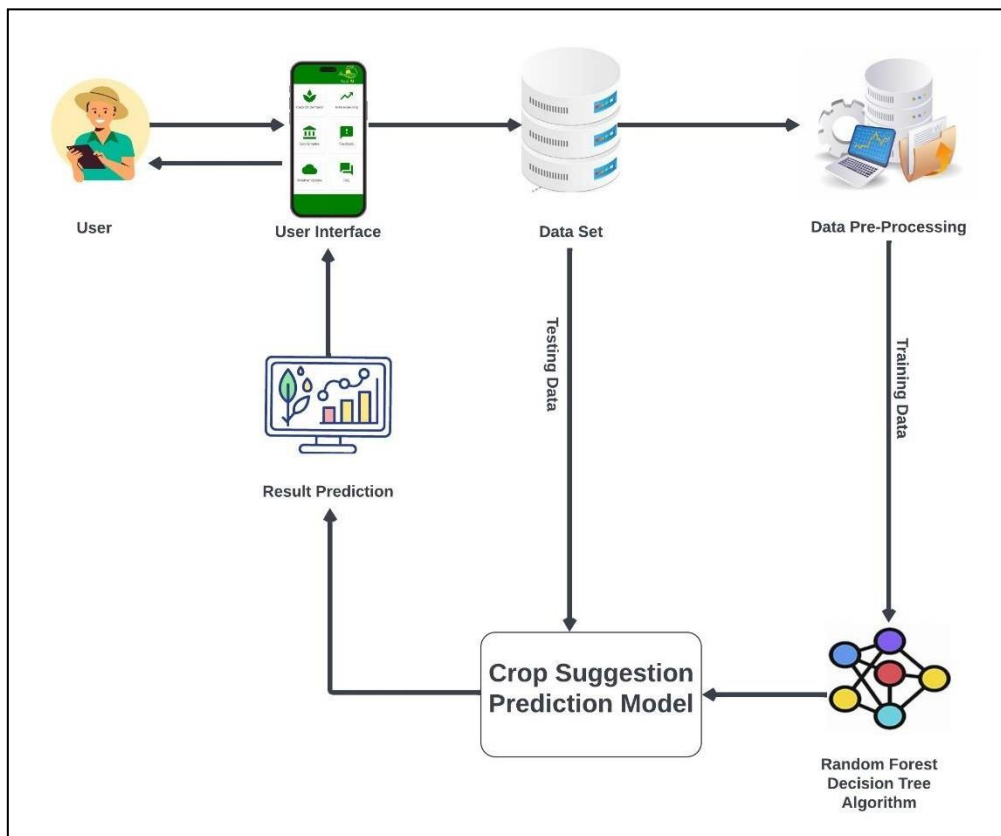 User
User Interface
Data Set
Data Pre-Processing
Testing Data
Training Data
Result Prediction
Crop Suggestion
Prediction Model
Random Forest
Decision Tree
Algorithm